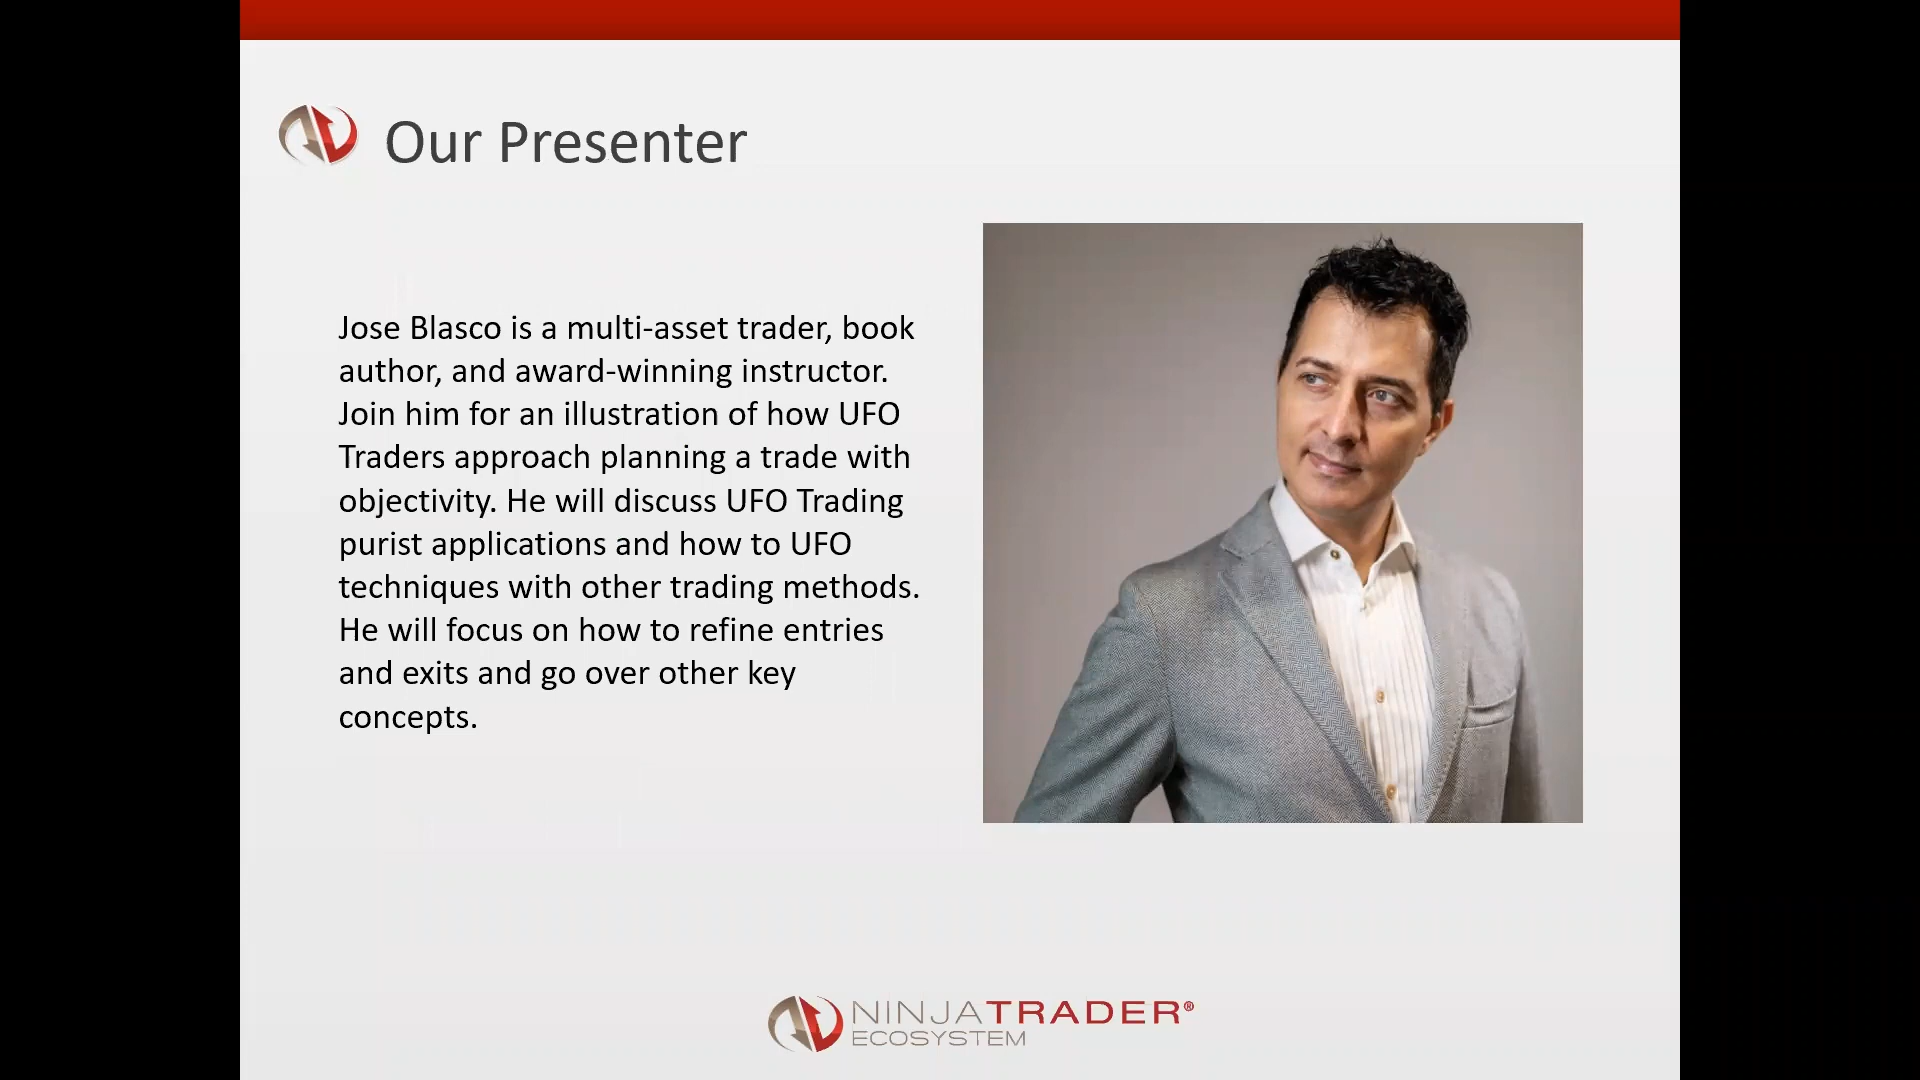 Our Presenter
Jose Blasco is a multi-asset trader, book
author, and award-winning instructor.
Join him for an illustration of how UFO
Traders approach planning a trade with
objectivity. He will discuss UFO Trading
purist applications and how to UFO
techniques with other trading methods.
He will focus on how to refine entries
and exits and go over other key
concepts.
NINJATRADER®
ECOSYSTEM